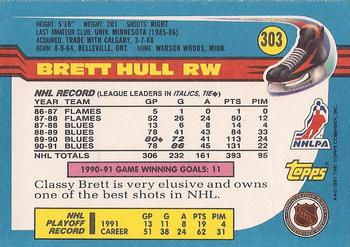 HEIGHT: 5'10" WEIGHT: 201 SHOOTS: RIGHT
LAST AMATEUR CLUB: UNIV. MINNESOTA (1985-86)
ACQUIRED: TRADE WITH CALGARY, 3-7-88
BORN: 8-9-64, BELLEVILLE, ONT. HOME: WARSON WOODS, MINN.
303
BRETT HULL RW
NHL RECORD (LEAGUE LEADERS IN ITALICS, TIE♦)
YEAR TEAM GP G A PTS PIM
86-87 FLAMES 5 1 0 1 0
87-88 FLAMES 52 26 24 50 12
87-88 BLUES 13 6 8 14 4
88-89 BLUES 78 41 43 84 33
89-90 BLUES 80♦ 72 41
90-91 BLUES 78 86 45
NHL TOTALS 306 232 161 393 95
1990-91 GAME WINNING GOALS: 11
Classy Brett is very elusive and owns
one of the best shots in NHL.
NHL PLAYOFF RECORD
GP G A PTS PIM
1991 13 11 8 19 4
CAREER 51 38 24 62 31
NHLPA
TOPPS